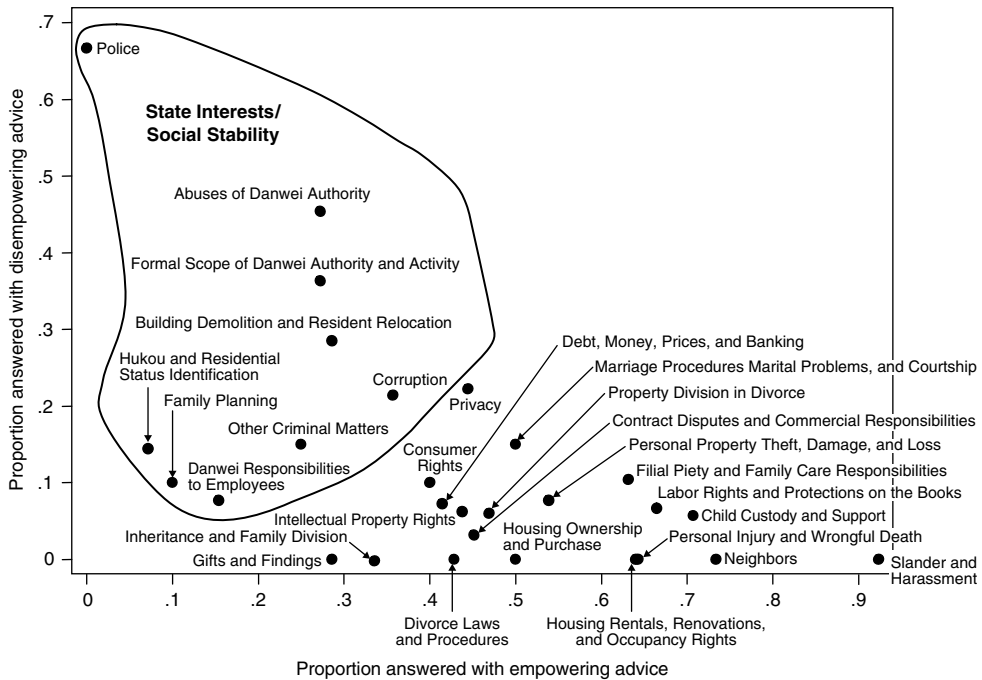 Proportion answered with disempowering advice
.7
.6
.5
.4
.3
.2
.1
0
Police
State Interests/
Social Stability
Abuses of Danwei Authority
Formal Scope of Danwei Authority and Activity
Building Demolition and Resident Relocation
Debt, Money, Prices, and Banking
Hukou and Residential
Status Identification
Marriage Procedures Marital Problems, and Courtship
Corruption
Property Division in Divorce
Family Planning
Privacy
Contract Disputes and Commercial Responsibilities
Other Criminal Matters
Personal Property Theft, Damage, and Loss
Consumer
Rights
Danwei Responsibilities
to Employees
Filial Piety and Family Care Responsibilities
Labor Rights and Protections on the Books
Intellectual Property Rights
Child Custody and Support
Housing Ownership
and Purchase
Inheritance and Family Division
Personal Injury and Wrongful Death
Gifts and Findings
Neighbors
Slander and
Harassment
0
.1
.2
.3
.4
.5
.6
.7
.8
.9
Divorce Laws
and Procedures
Housing Rentals, Renovations,
and Occupancy Rights
Proportion answered with empowering advice